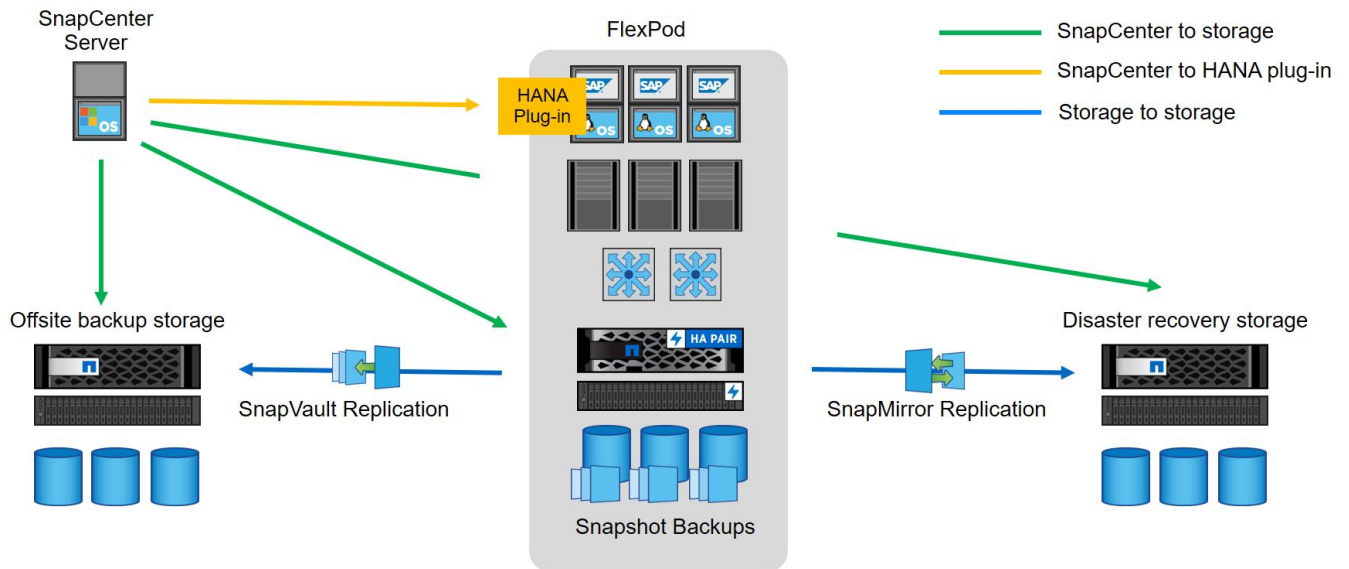 SnapCenter
Server
FlexPod
SnapCenter to storage
SnapCenter to HANA plug-in
Storage to storage
HANA
Plug-in
SAP
SAP
SAP
OS
OS
OS
OS
Offsite backup storage
HA PAIR
Disaster recovery storage
SnapVault Replication
SnapMirror Replication
Snapshot Backups